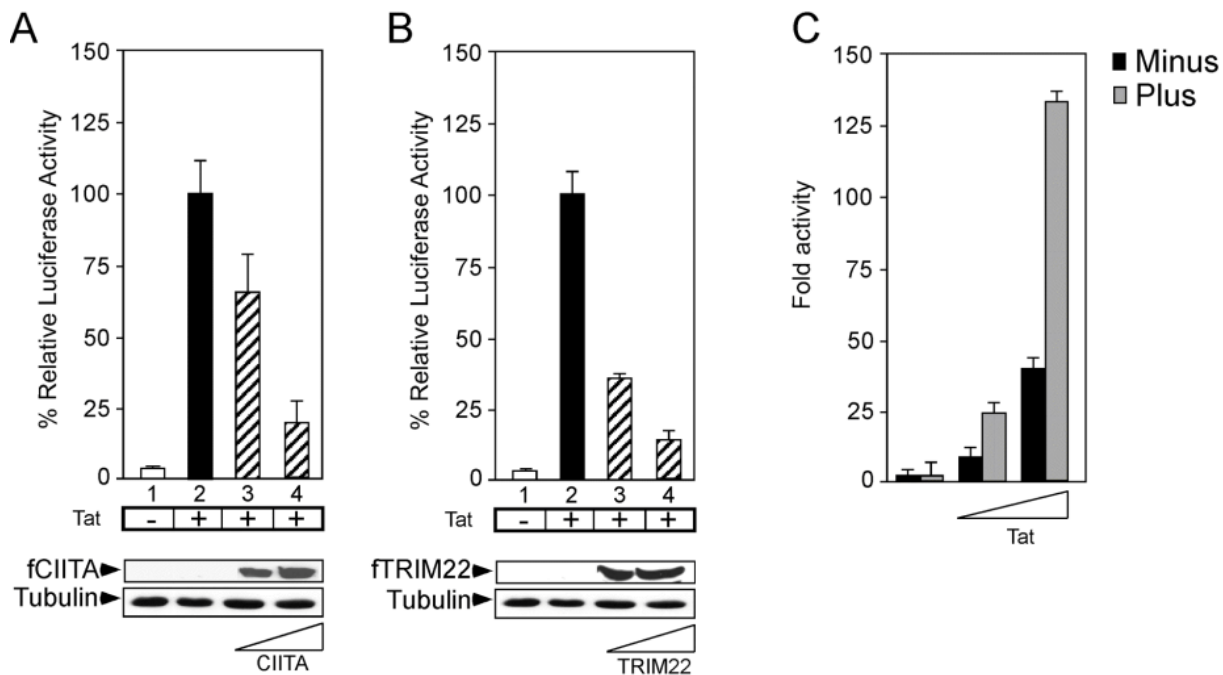 A
% Relative Luciferase Activity
150
125
100
75
50
25
0
1 2 3 4
Tat - + + +
fCIITA
Tubulin
CIITA
B
% Relative Luciferase Activity
150
125
100
75
50
25
0
1 2 3 4
Tat - + + +
fTRIM22
Tubulin
TRIM22
C
Fold activity
150
125
100
75
50
25
0
Tat
Minus
Plus